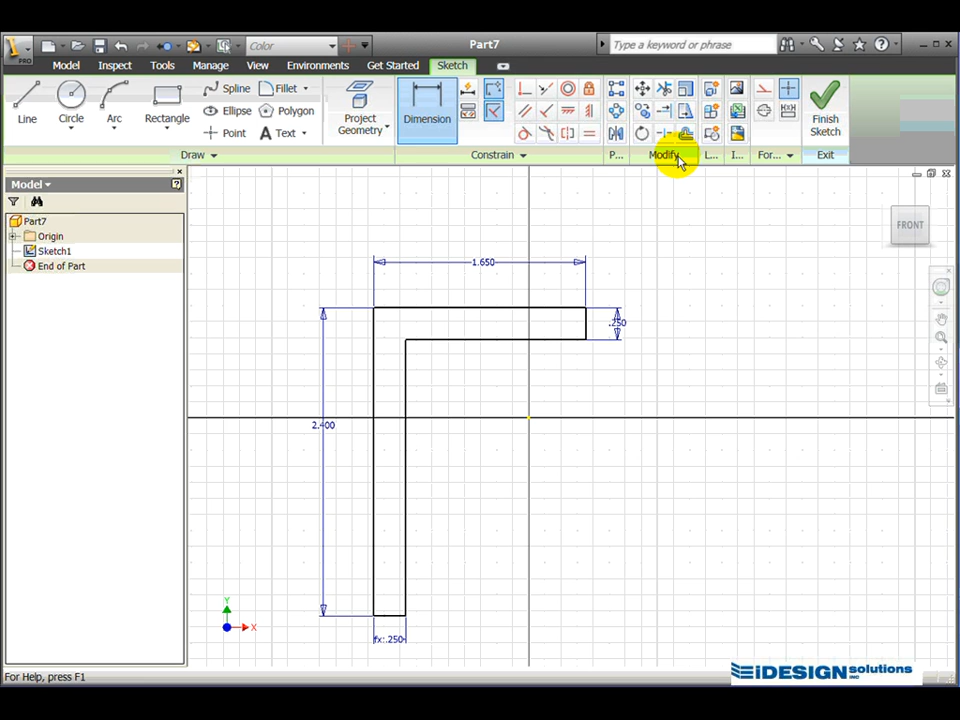 PRO
Color
Part7
Type a keyword or phrase
Model Inspect Tools Manage View Environments Get Started Sketch
Line
Circle
Arc
Rectangle
Spline
Fillet
Ellipse
Polygon
Point
Text
Project
Geometry
Dimension
Finish
Sketch
Draw
Constrain
P...
Modify
L...
I...
For...
Exit
Model
Part7
Origin
Sketch1
End of Part
FRONT
1.650
.250
2.400
fx:.250
Y
X
For Help, press F1
iDESIGN solutions INC